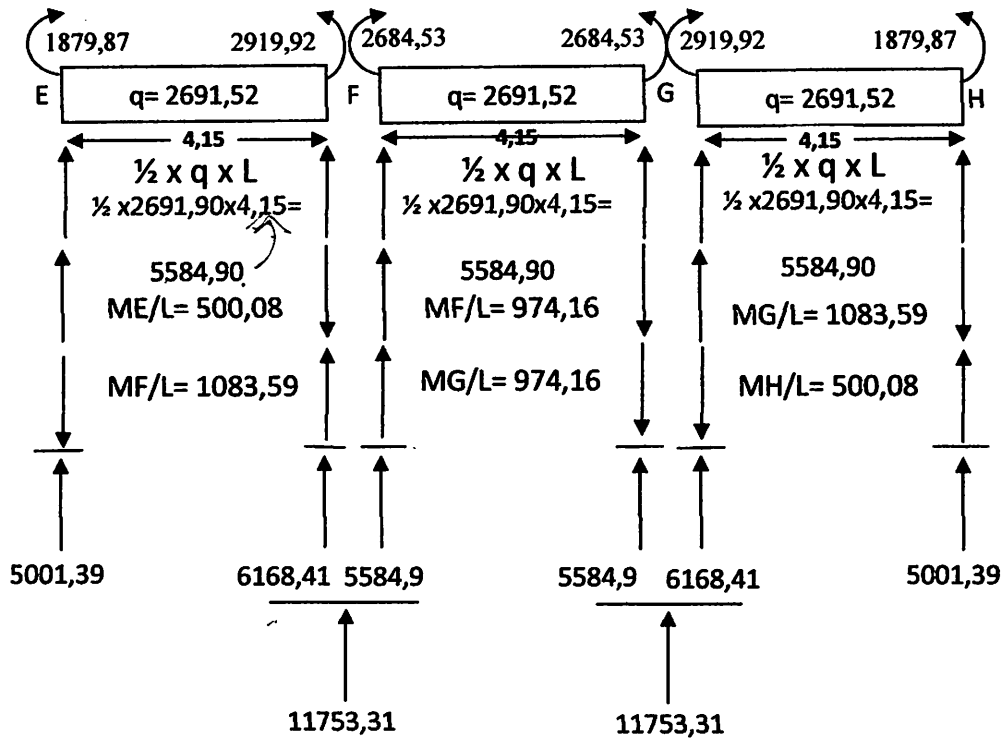 1879,87 2919,92 2684,53 2684,53 2919,92 1879,87
E q= 2691,52 F q= 2691,52 G q= 2691,52 H
4,15 4,15 4,15
½ x q x L ½ x q x L ½ x q x L
½ x2691,90x4,15= ½ x2691,90x4,15= ½ x2691,90x4,15=
5584,90 5584,90 5584,90
ME/L= 500,08 MF/L= 974,16 MG/L= 1083,59
MF/L= 1083,59 MG/L= 974,16 MH/L= 500,08
5001,39 6168,41 5584,9 5584,9 6168,41 5001,39
11753,31 11753,31